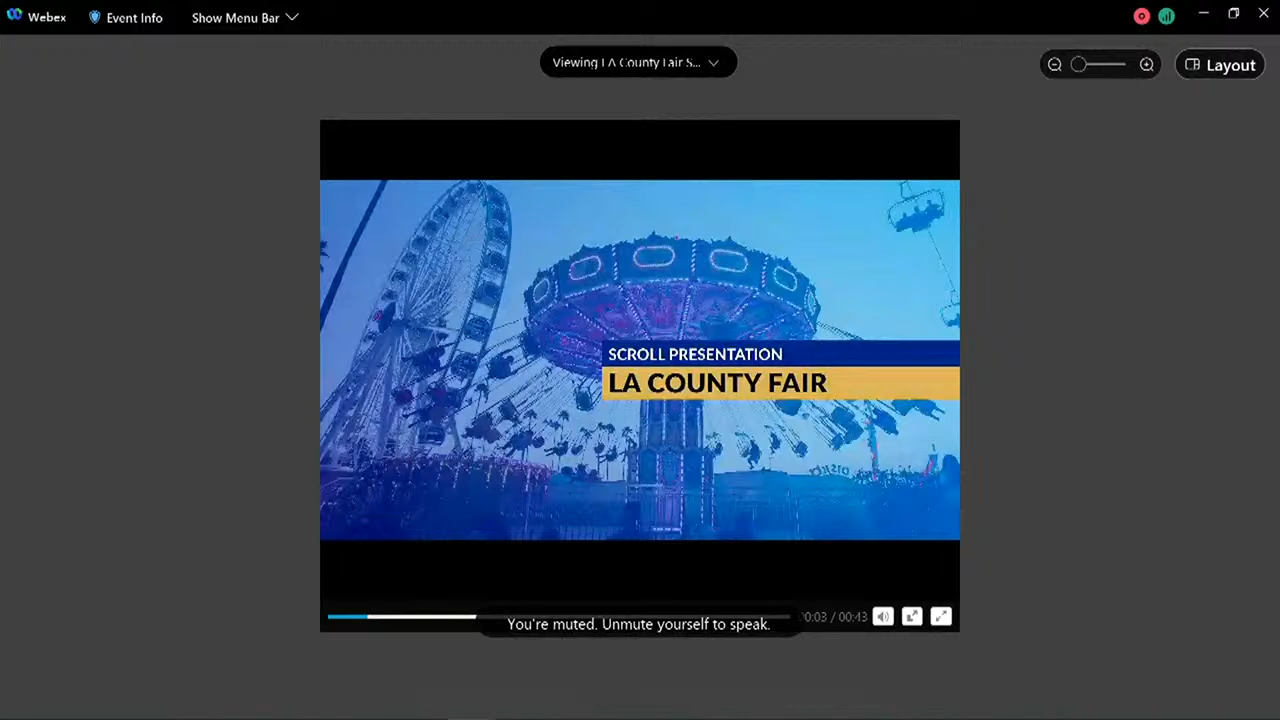 Webex
Event Info
Show Menu Bar
Viewing LA County Fair S...
Layout
SCROLL PRESENTATION
LA COUNTY FAIR
00:03 / 00:43
You're muted. Unmute yourself to speak.